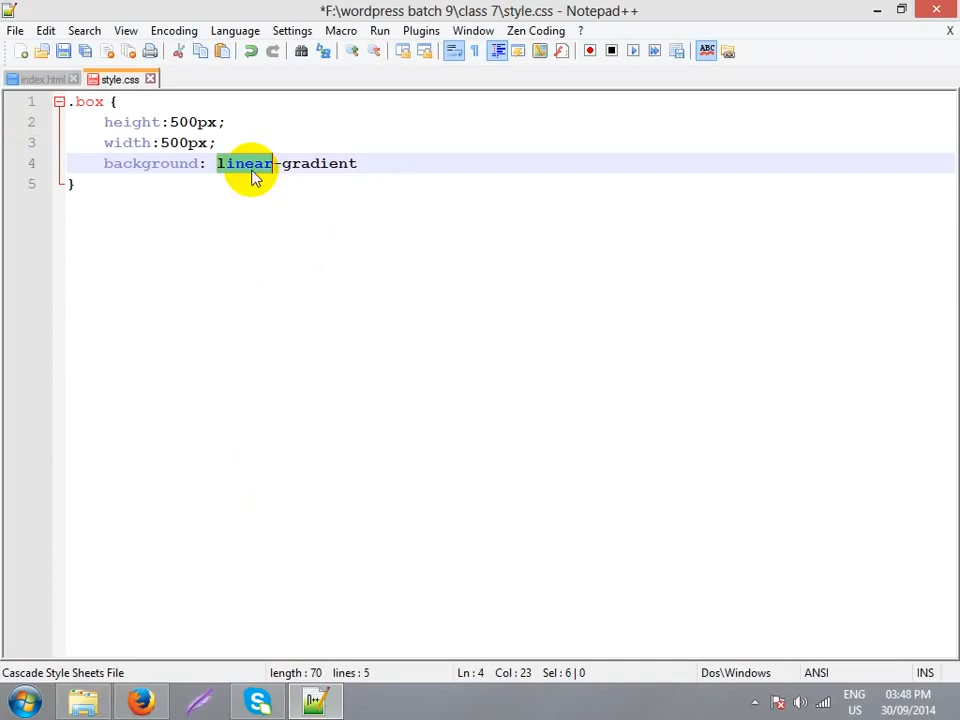 *F:\wordpress batch 9\class 7\style.css - Notepad++
File Edit Search View Encoding Language Settings Macro Run Plugins Window Zen Coding ? X
index.html style.css
1 .box {
2 height:500px;
3 width:500px;
4 background: linear-gradient
5 }
Cascade Style Sheets File length : 70 lines : 5 Ln : 4 Col : 23 Sel : 6 | 0 Dos\Windows ANSI INS
ENG 03:48 PM
US 30/09/2014